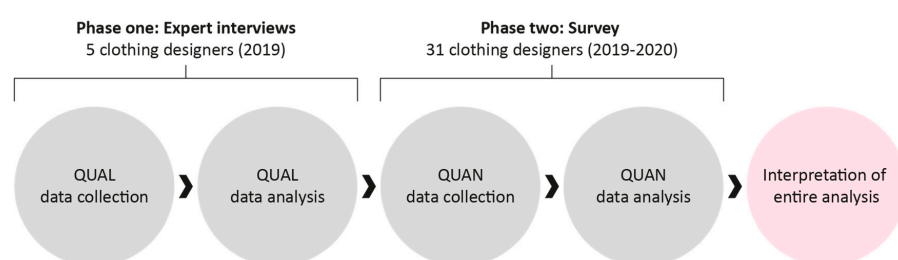 Phase one: Expert interviews
5 clothing designers (2019)
Phase two: Survey
31 clothing designers (2019-2020)
QUAL
data collection
QUAL
data analysis
QUAN
data collection
QUAN
data analysis
Interpretation of
entire analysis